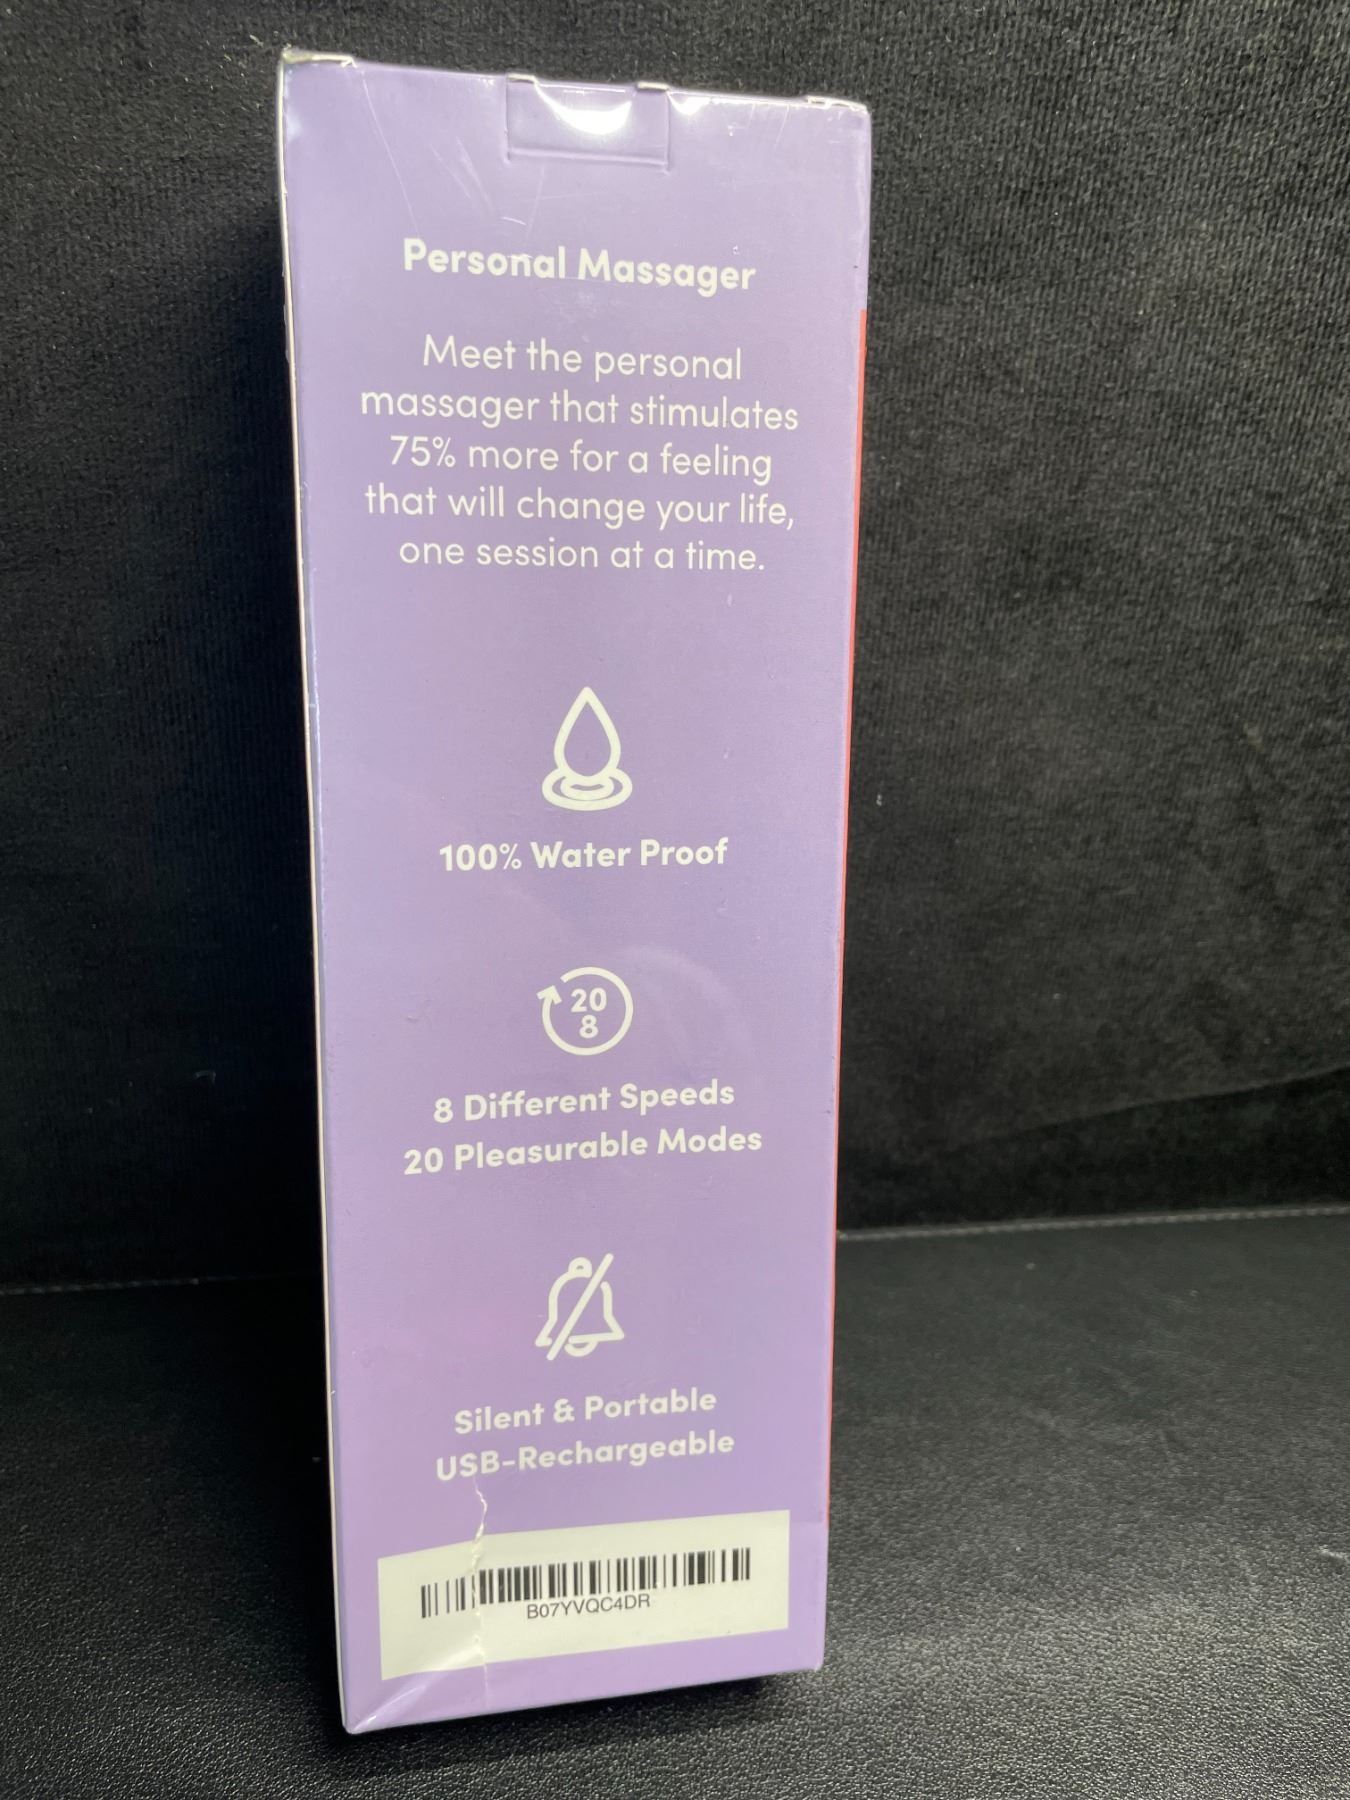 Personal Massager
Meet the personal
massager that stimulates
75% more for a feeling
that will change your life,
one session at a time.
100% Water Proof
20
8
8 Different Speeds
20 Pleasurable Modes
Silent & Portable
USB-Rechargeable
B07YVQC4DR